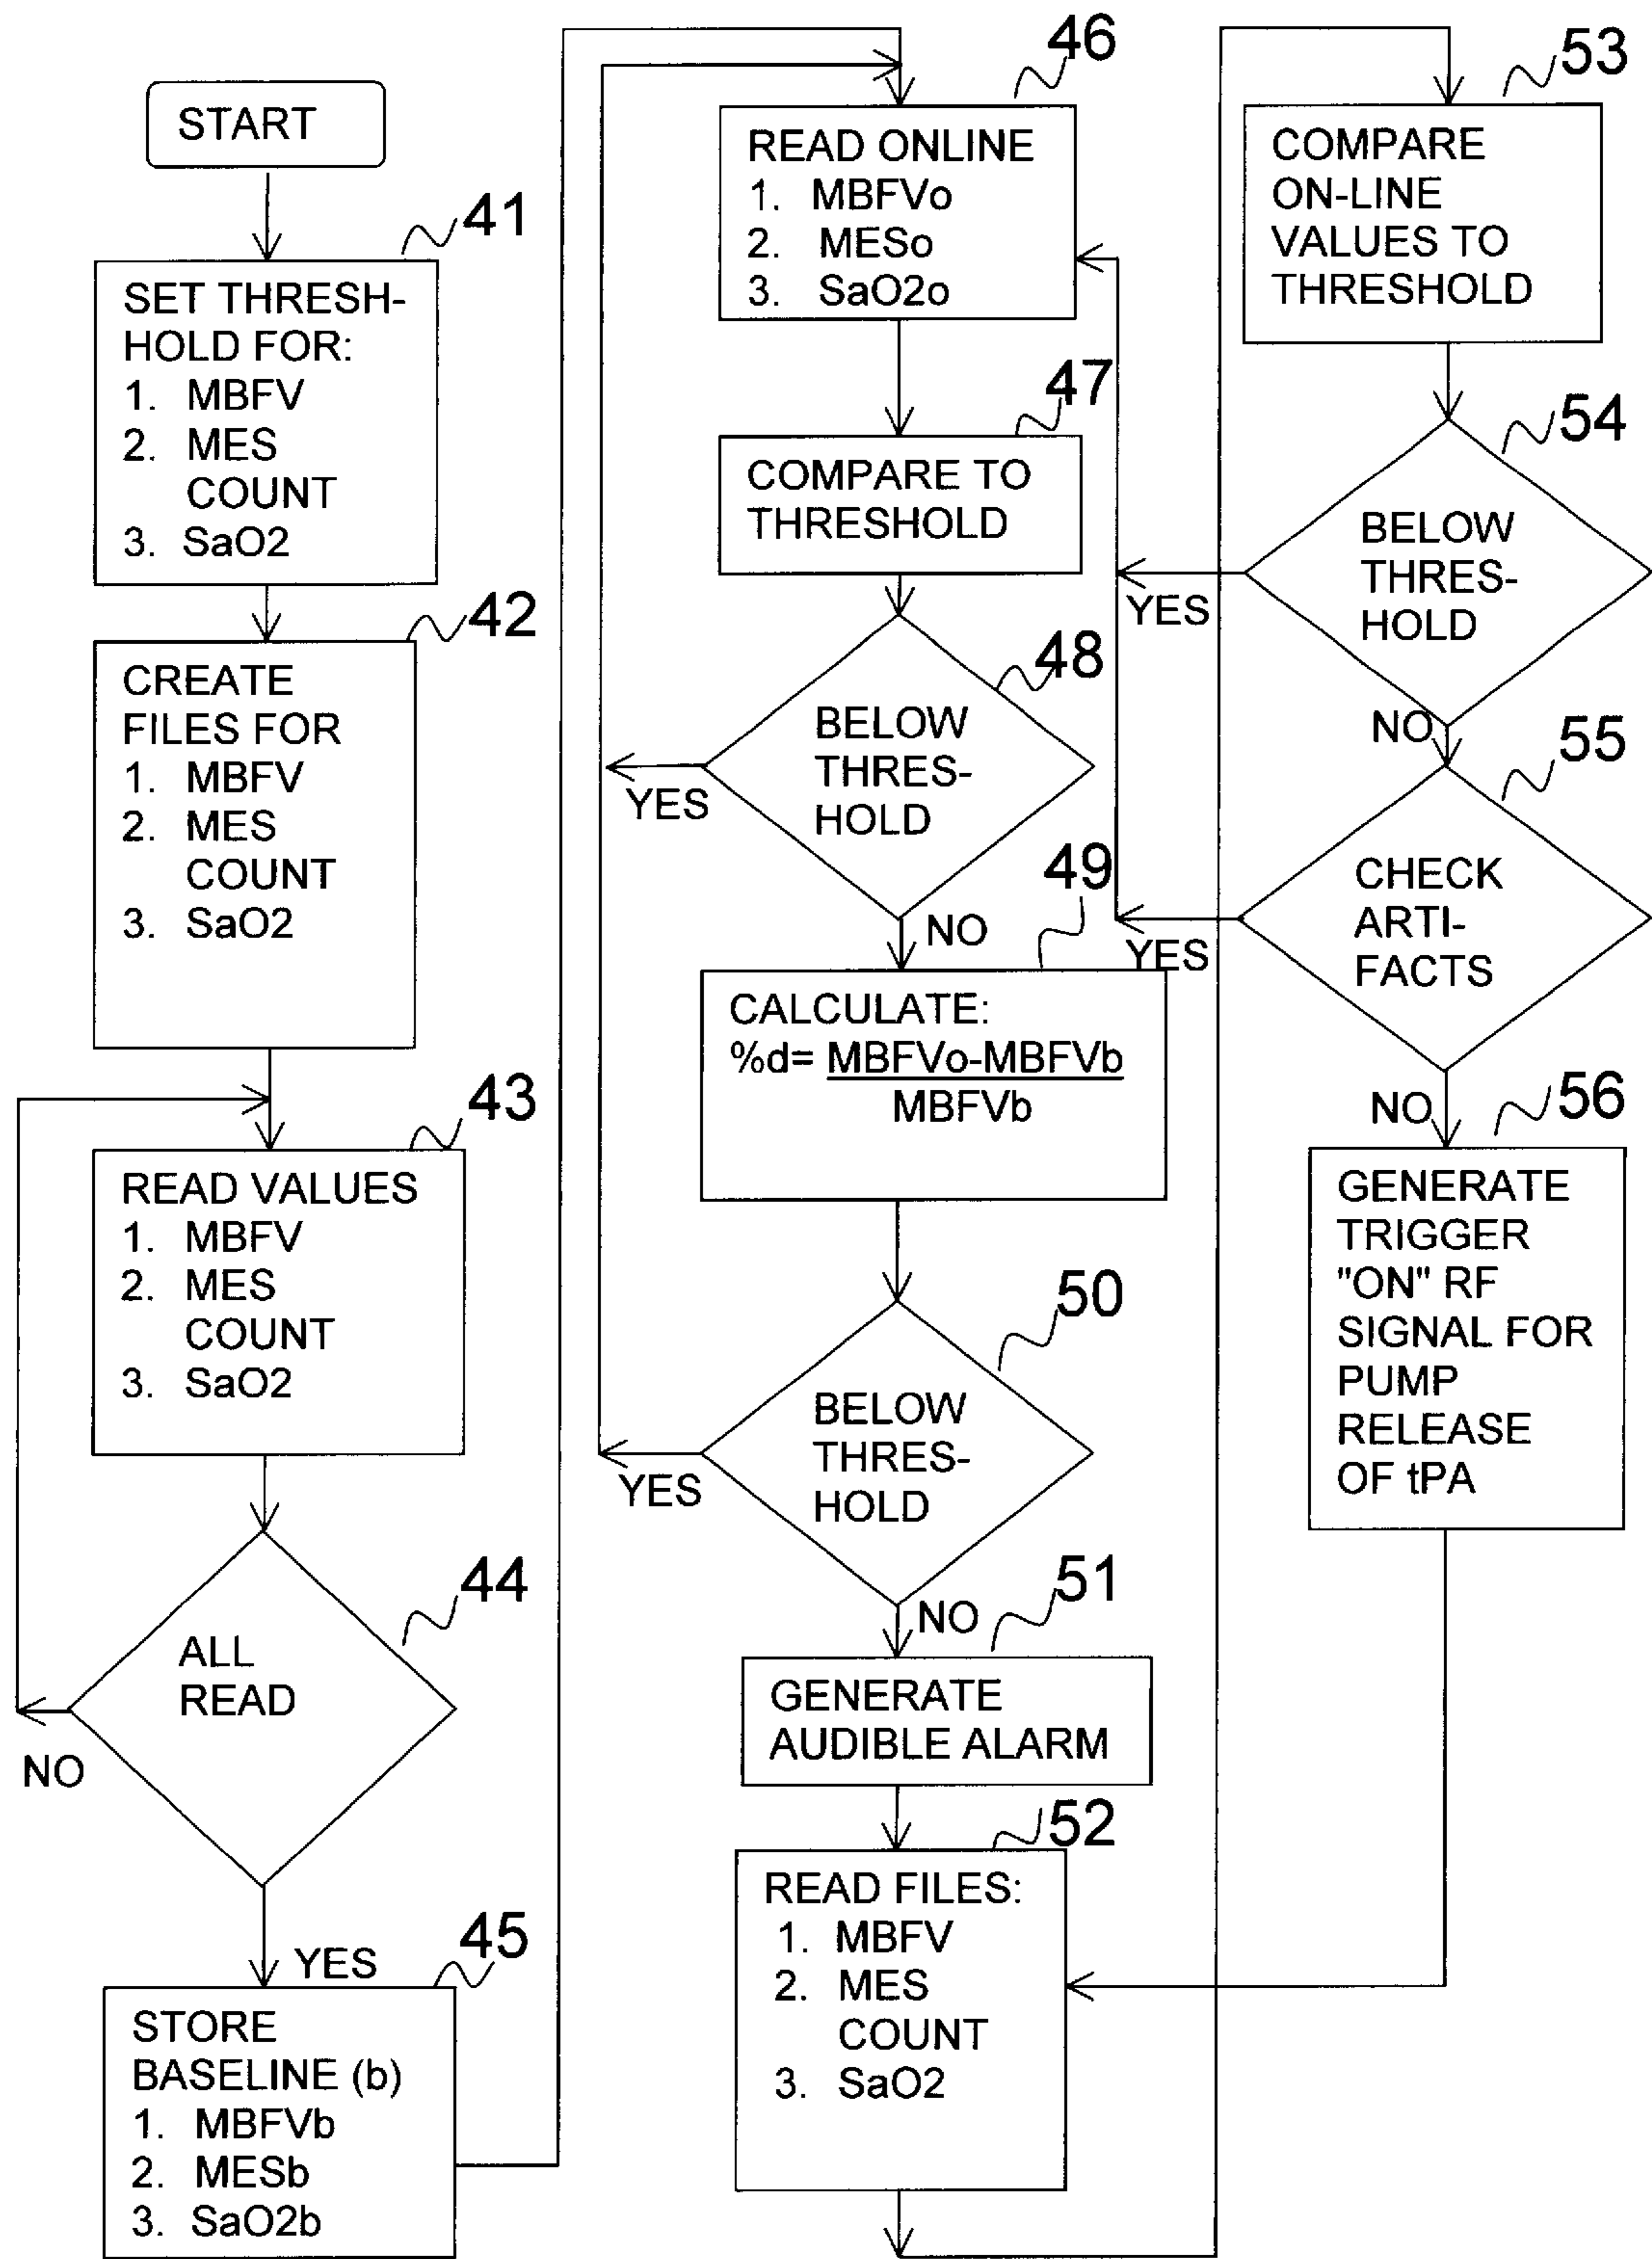 START
41
SET THRESH-
HOLD FOR:
1. MBFV
2. MES
COUNT
3. SaO2
42
CREATE
FILES FOR
1. MBFV
2. MES
COUNT
3. SaO2
43
READ VALUES
1. MBFV
2. MES
COUNT
3. SaO2
44
ALL
READ
NO
YES
45
STORE
BASELINE (b)
1. MBFVb
2. MESb
3. SaO2b
46
READ ONLINE
1. MBFVo
2. MESo
3. SaO2o
47
COMPARE TO
THRESHOLD
48
BELOW
THRES-
HOLD
YES
NO
49
CALCULATE:
%d= MBFVo-MBFVb
MBFVb
50
BELOW
THRES-
HOLD
YES
NO
51
GENERATE
AUDIBLE ALARM
52
READ FILES:
1. MBFV
2. MES
COUNT
3. SaO2
53
COMPARE
ON-LINE
VALUES TO
THRESHOLD
54
BELOW
THRES-
HOLD
YES
NO
55
CHECK
ARTI-
FACTS
YES
NO
56
GENERATE
TRIGGER
"ON" RF
SIGNAL FOR
PUMP
RELEASE
OF tPA